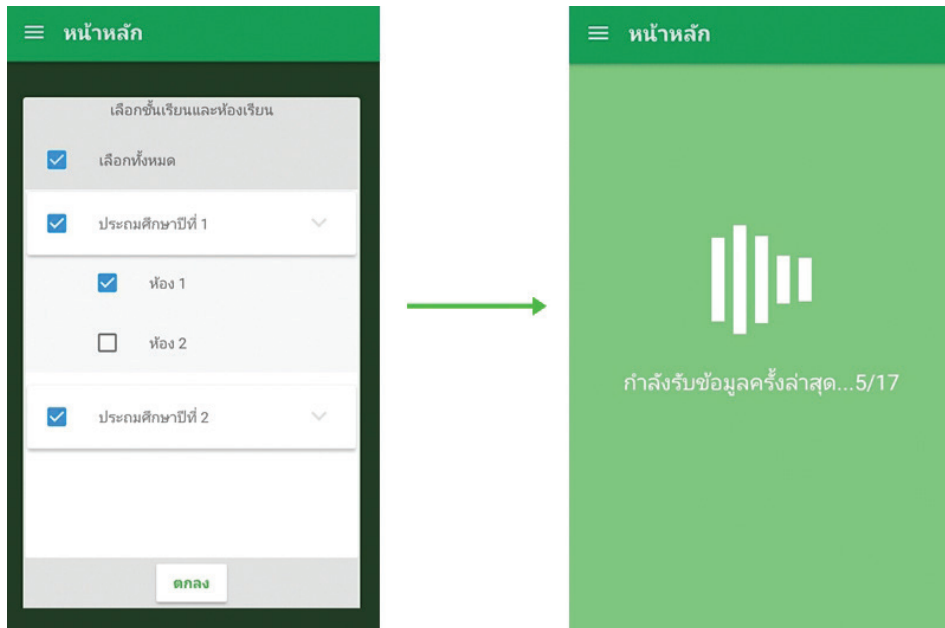 หน้าหลัก
เลือกชั้นเรียนและห้องเรียน
เลือกทั้งหมด
ประถมศึกษาปีที่ 1
ห้อง 1
ห้อง 2
ประถมศึกษาปีที่ 2
ตกลง
หน้าหลัก
กำลังรับข้อมูลครั้งล่าสุด...5/17